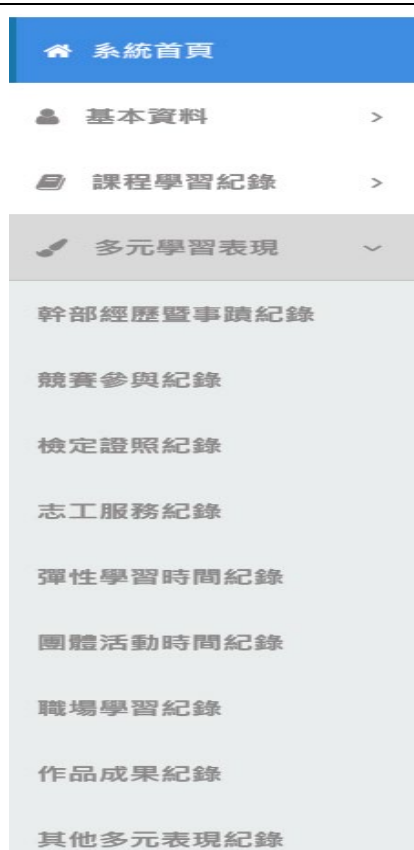 系統首頁
基本資料
課程學習紀錄
多元學習表現
幹部經歷暨事蹟紀錄
競賽參與紀錄
檢定證照紀錄
志工服務紀錄
彈性學習時間紀錄
團體活動時間紀錄
職場學習紀錄
作品成果紀錄
其他多元表現紀錄